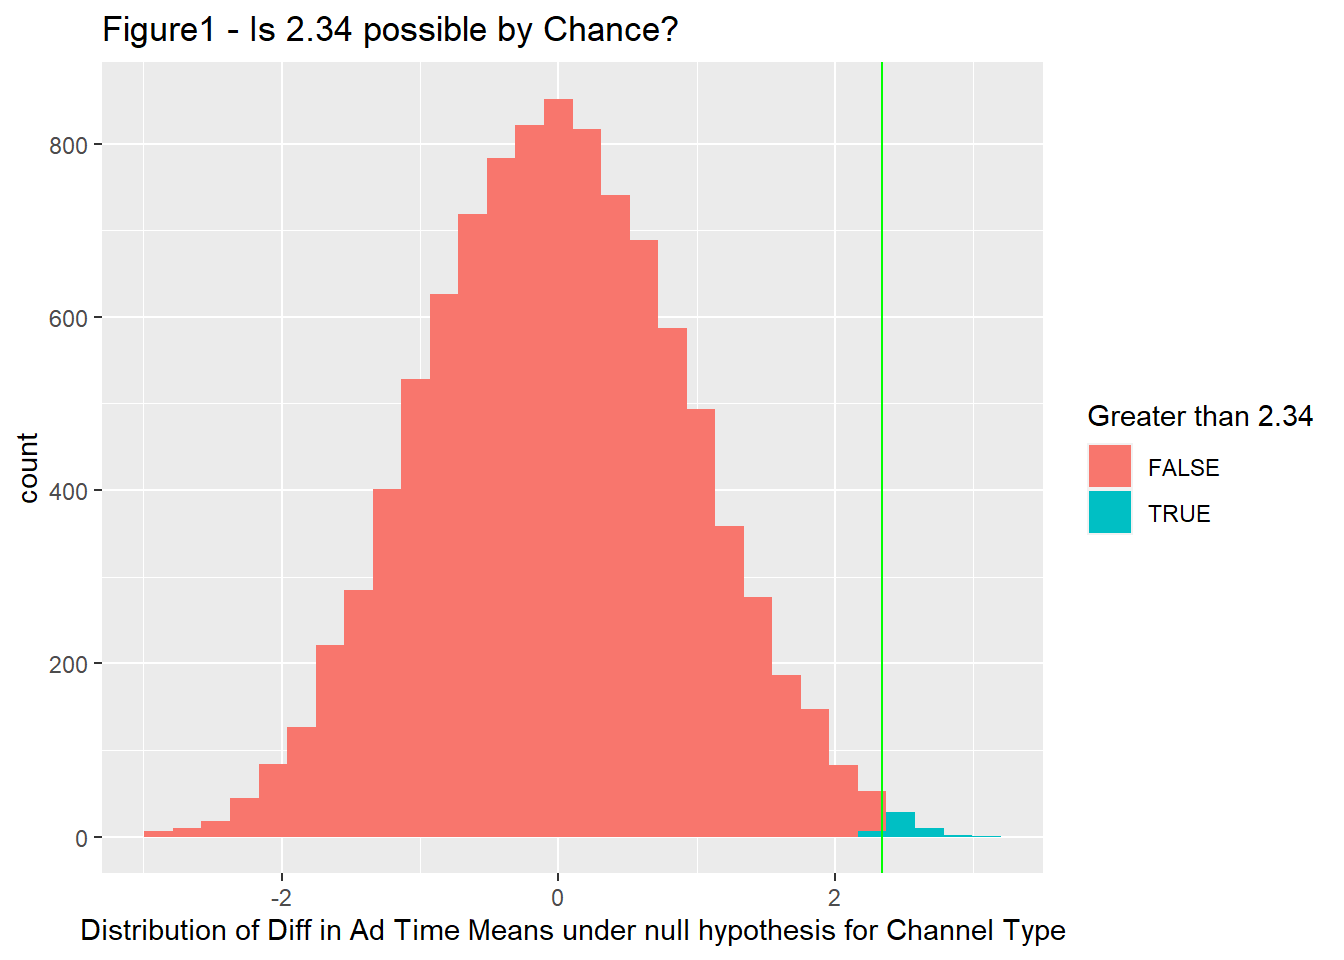 Figure1 - Is 2.34 possible by Chance?
800
600
400
200
0
count
-2
0
2
Distribution of Diff in Ad Time Means under null hypothesis for Channel Type
Greater than 2.34
FALSE
TRUE